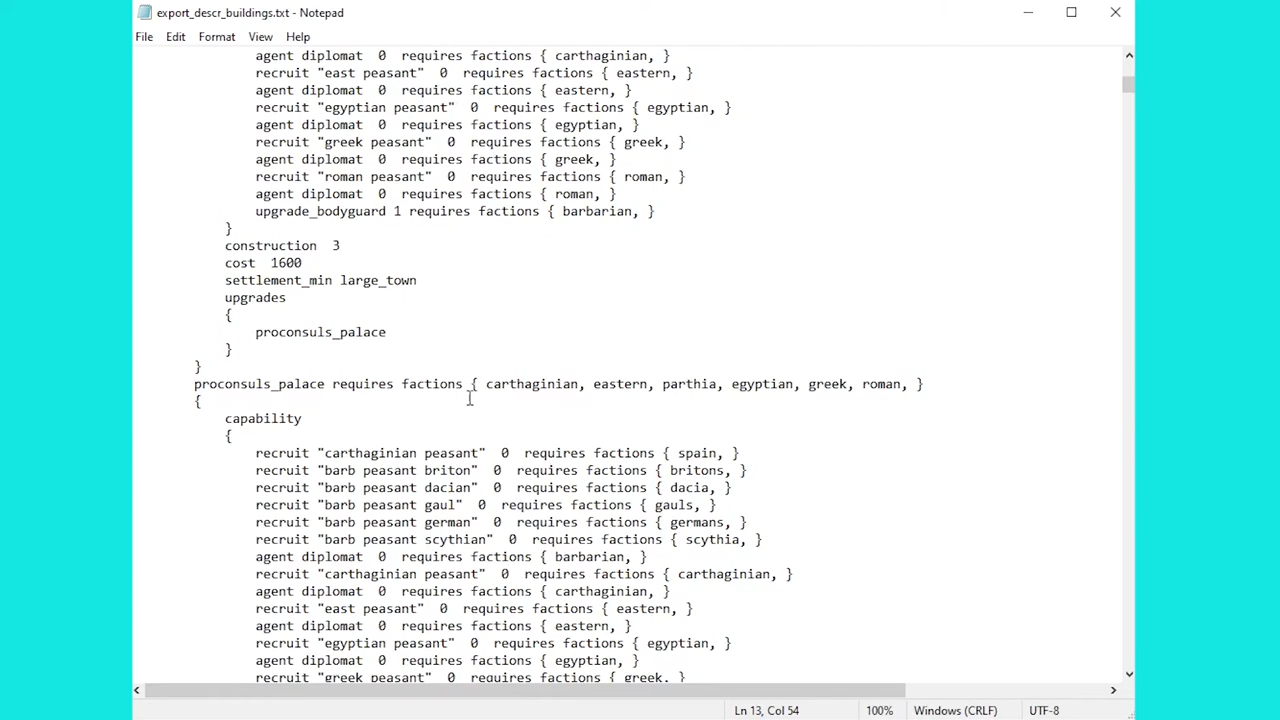 export_descr_buildings.txt - Notepad
File Edit Format View Help
agent diplomat 0 requires factions { carthaginian, }
recruit "east peasant" 0 requires factions { eastern, }
agent diplomat 0 requires factions { eastern, }
recruit "egyptian peasant" 0 requires factions { egyptian, }
agent diplomat 0 requires factions { egyptian, }
recruit "greek peasant" 0 requires factions { greek, }
agent diplomat 0 requires factions { greek, }
recruit "roman peasant" 0 requires factions { roman, }
agent diplomat 0 requires factions { roman, }
upgrade_bodyguard 1 requires factions { barbarian, }
}
construction 3
cost 1600
settlement_min large_town
upgrades
{
proconsuls_palace
}
}
proconsuls_palace requires factions { carthaginian, eastern, parthia, egyptian, greek, roman, }
{
capability
{
recruit "carthaginian peasant" 0 requires factions { spain, }
recruit "barb peasant briton" 0 requires factions { britons, }
recruit "barb peasant dacian" 0 requires factions { dacia, }
recruit "barb peasant gaul" 0 requires factions { gauls, }
recruit "barb peasant german" 0 requires factions { germans, }
recruit "barb peasant scythian" 0 requires factions { scythia, }
agent diplomat 0 requires factions { barbarian, }
recruit "carthaginian peasant" 0 requires factions { carthaginian, }
agent diplomat 0 requires factions { carthaginian, }
recruit "east peasant" 0 requires factions { eastern, }
agent diplomat 0 requires factions { eastern, }
recruit "egyptian peasant" 0 requires factions { egyptian, }
agent diplomat 0 requires factions { egyptian, }
recruit "greek peasant" 0 requires factions { greek, }
Ln 13, Col 54 100% Windows (CRLF) UTF-8